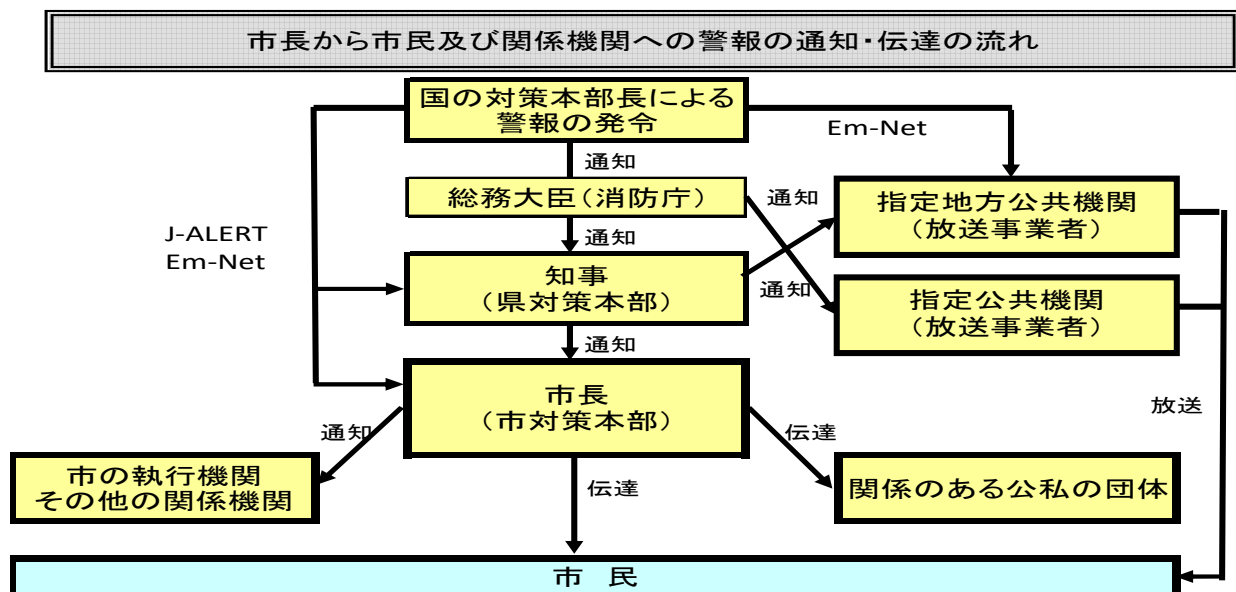 市長から市民及び関係機関への警報の通知・伝達の流れ
国の対策本部長による
警報の発令
Em-Net
通知
総務大臣（消防庁）
通知
指定地方公共機関
（放送事業者）
J-ALERT
Em-Net
通知
知事
（県対策本部）
通知
指定公共機関
（放送事業者）
通知
市長
（市対策本部）
放送
通知
伝達
市の執行機関
その他の関係機関
伝達
関係のある公私の団体
市 民